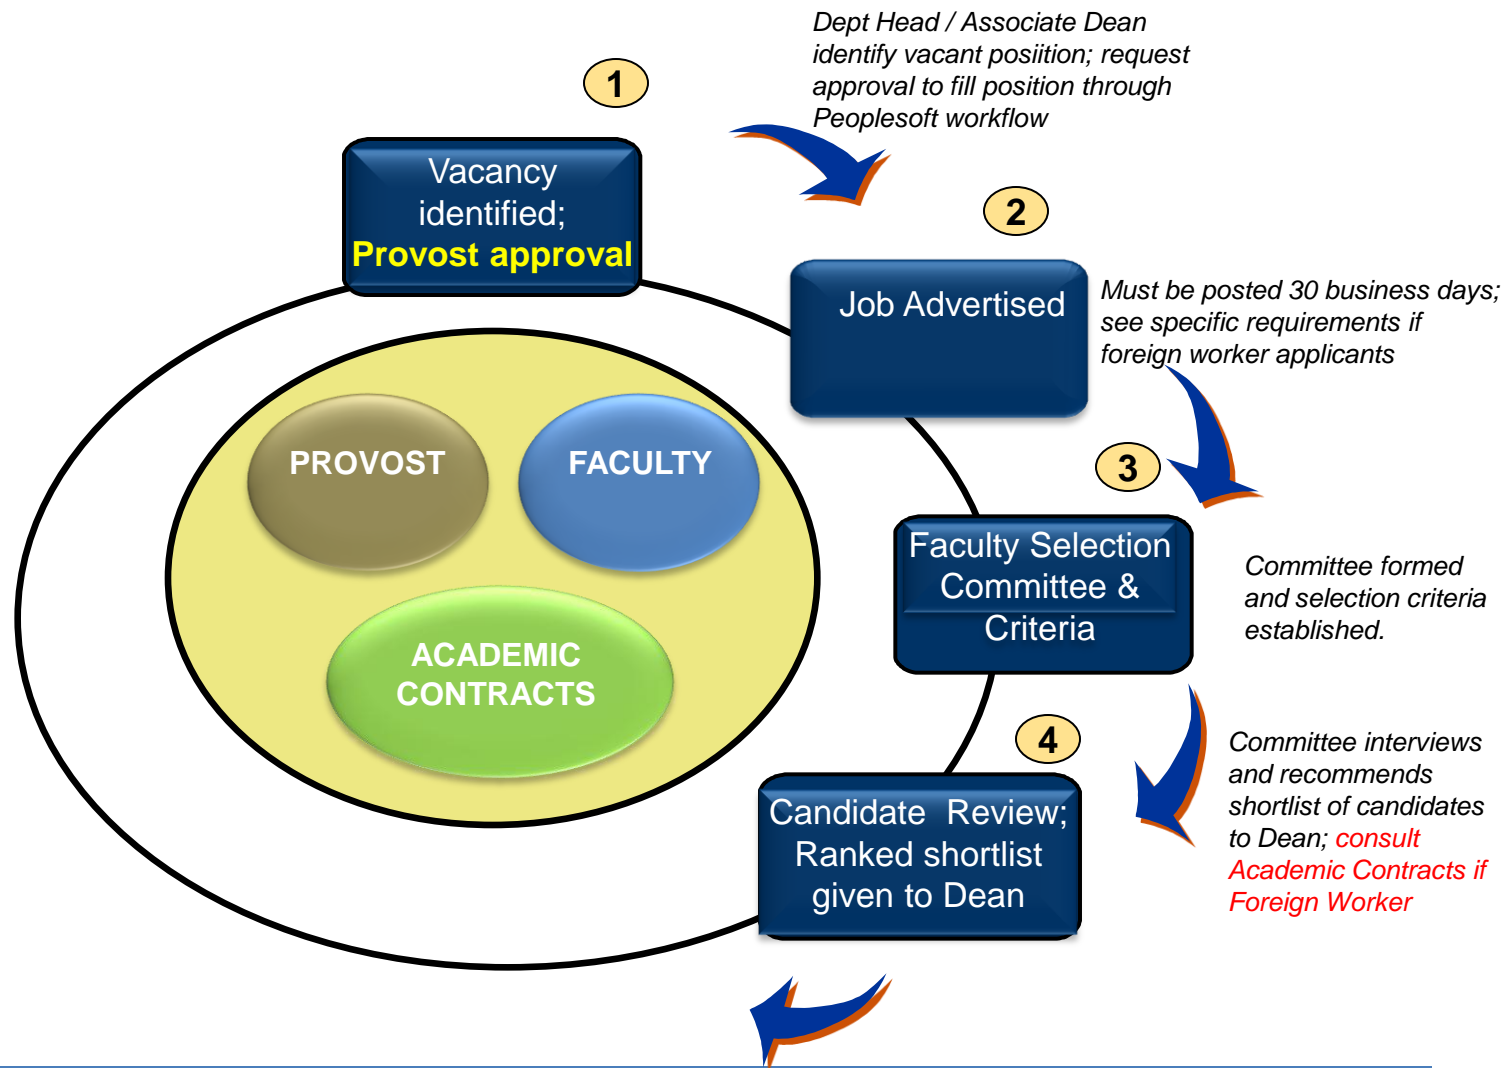 Dept Head / Associate Dean
identify vacant posiition; request
approval to fill position through
Peoplesoft workflow
1
Vacancy
identified;
Provost approval
2
Job Advertised
Must be posted 30 business days;
see specific requirements if
foreign worker applicants
PROVOST
FACULTY
3
Faculty Selection
Committee &
Criteria
Committee formed
and selection criteria
established.
ACADEMIC
CONTRACTS
4
Candidate Review;
Ranked shortlist
given to Dean
Committee interviews
and recommends
shortlist of candidates
to Dean; consult
Academic Contracts if
Foreign Worker